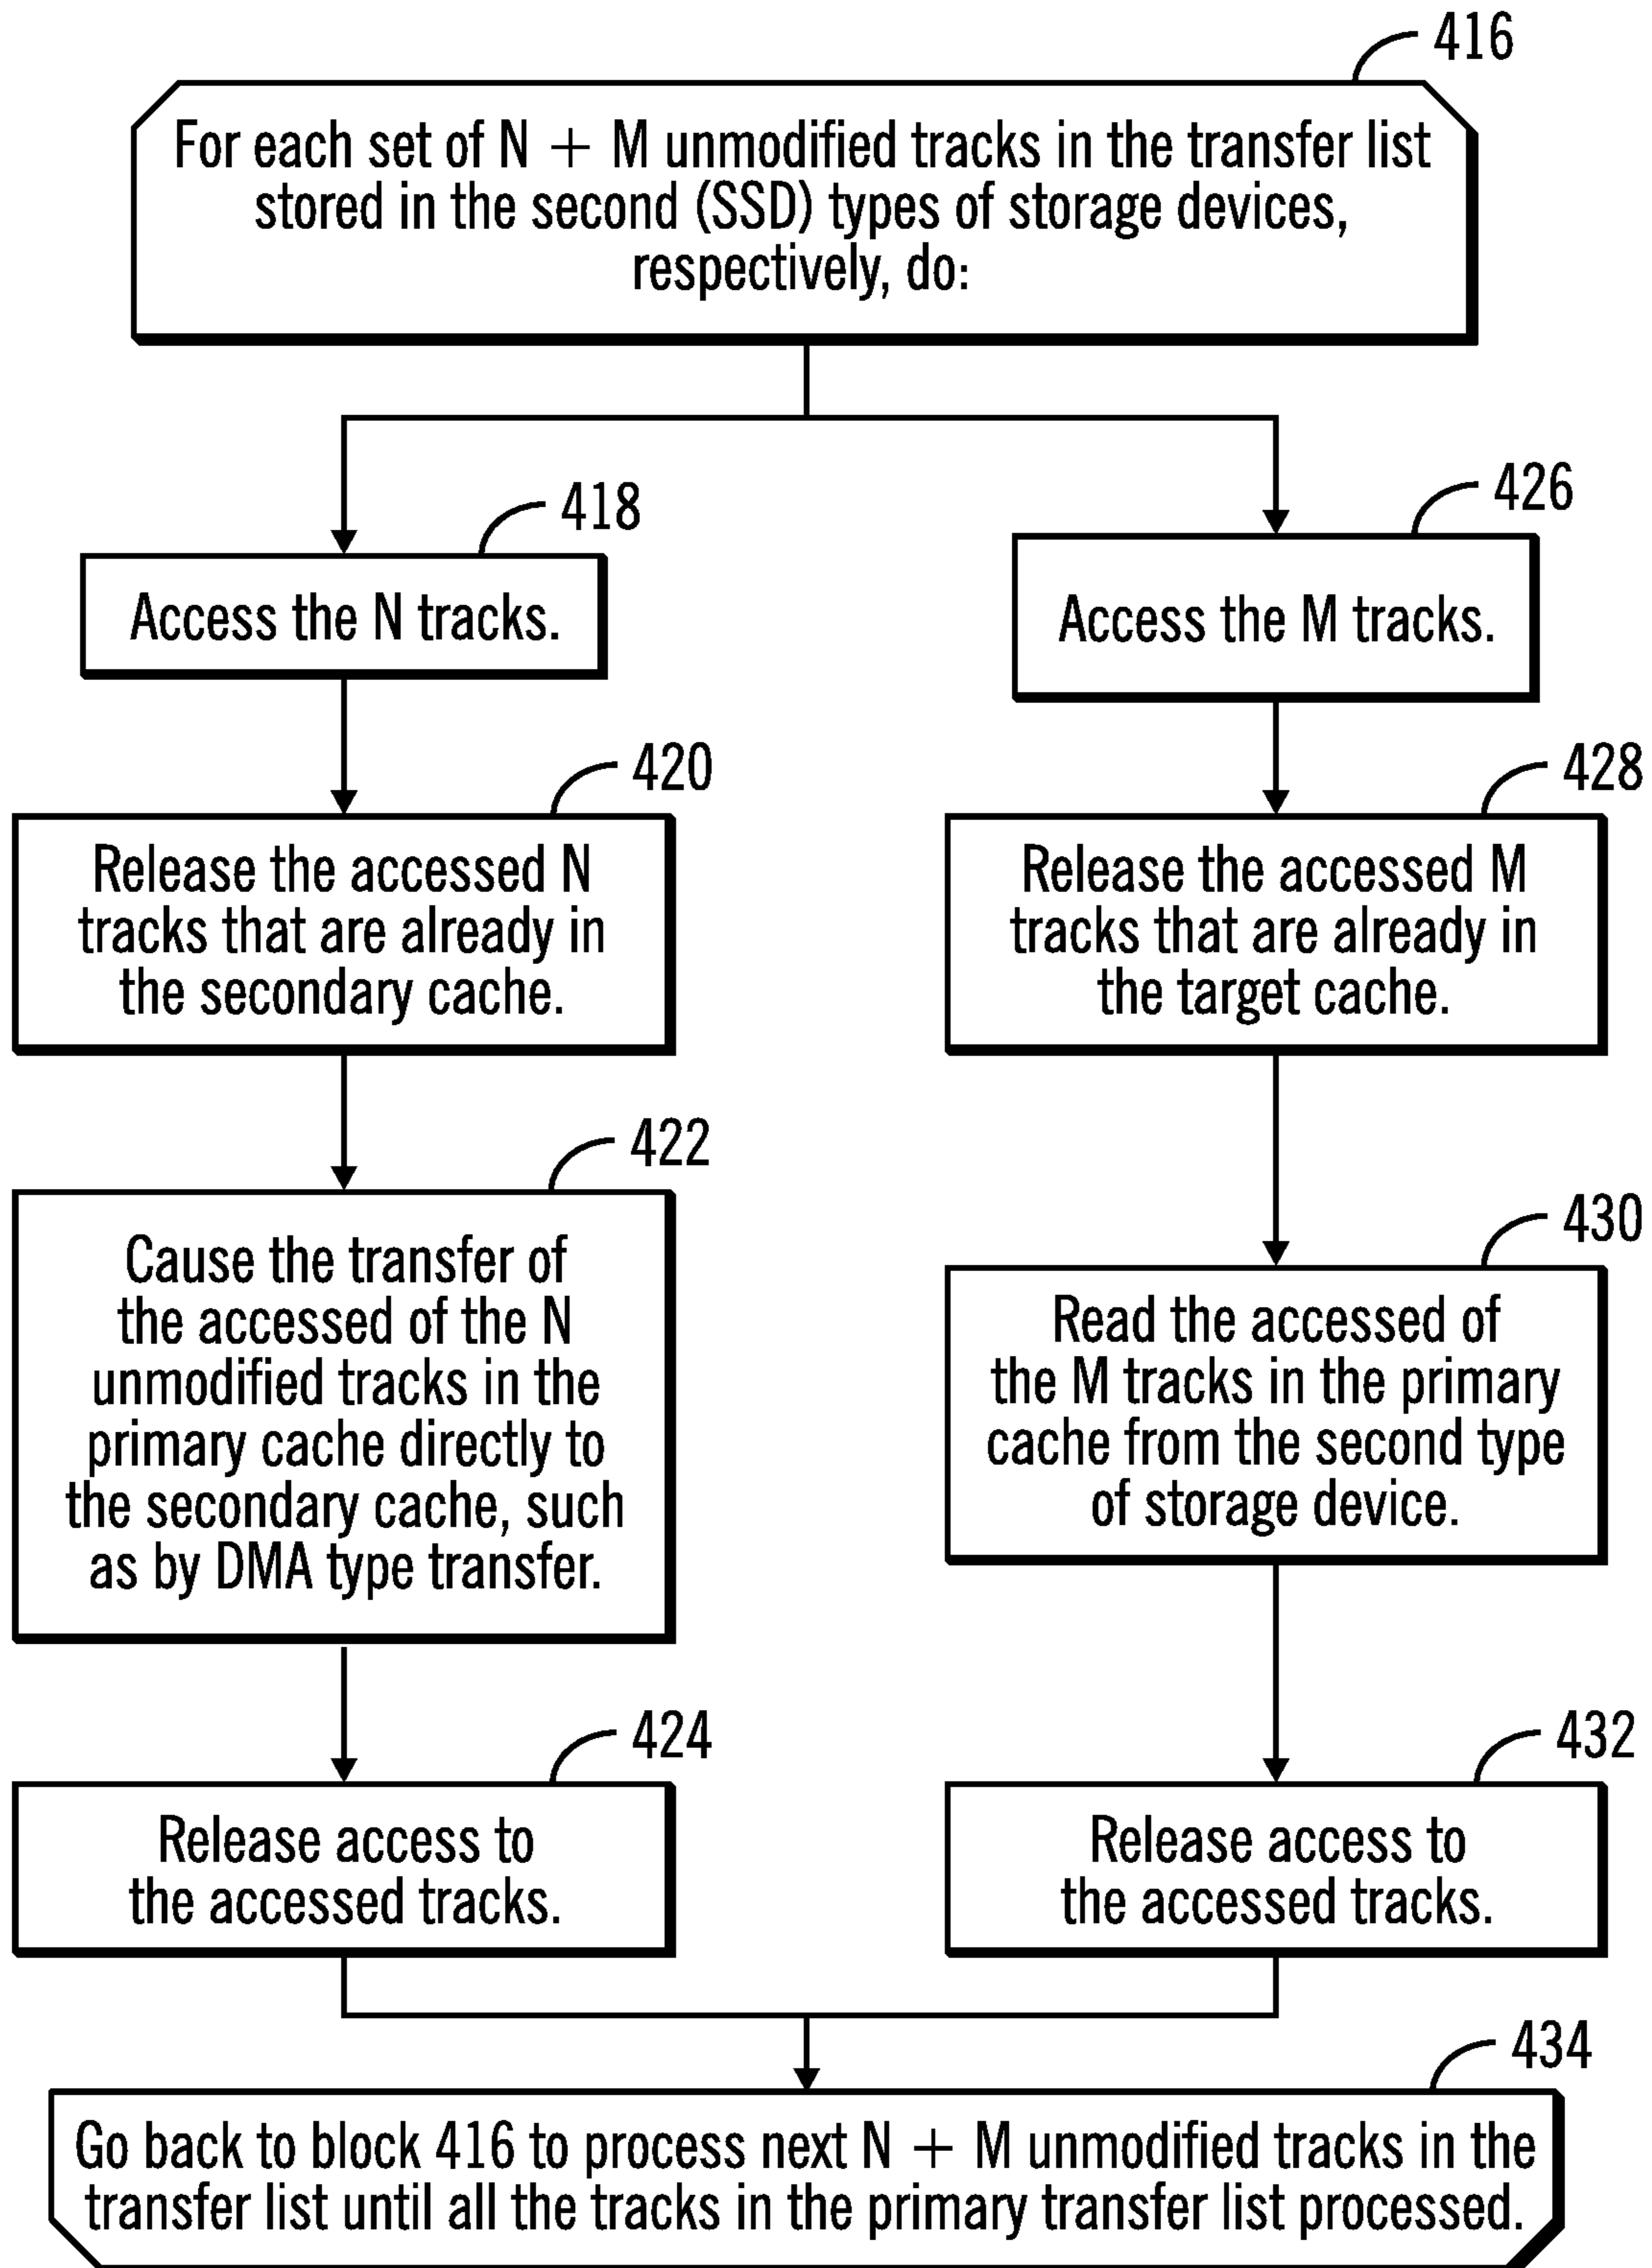 416
For each set of N + M unmodified tracks in the transfer list
stored in the second (SSD) types of storage devices,
respectively, do:
418
Access the N tracks.
420
Release the accessed N
tracks that are already in
the secondary cache.
422
Cause the transfer of
the accessed of the N
unmodified tracks in the
primary cache directly to
the secondary cache, such
as by DMA type transfer.
424
Release access to
the accessed tracks.
426
Access the M tracks.
428
Release the accessed M
tracks that are already in
the target cache.
430
Read the accessed of
the M tracks in the primary
cache from the second type
of storage device.
432
Release access to
the accessed tracks.
434
Go back to block 416 to process next N + M unmodified tracks in the
transfer list until all the tracks in the primary transfer list processed.